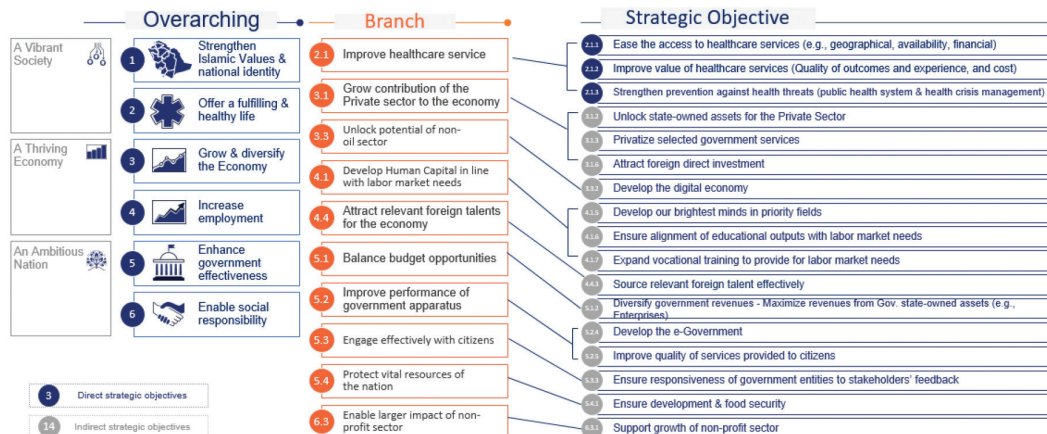 Overarching
Branch
Strategic Objective
A Vibrant
Society
A Thriving
Economy
An Ambitious
Nation
1
Strengthen
Islamic Values &
national identity
2
Offer a fulfilling &
healthy life
3
Grow & diversify
the Economy
4
Increase
employment
5
Enhance
government
effectiveness
6
Enable social
responsibility
3
Direct strategic objectives
14
Indirect strategic objectives
2.1
Improve healthcare service
3.1
Grow contribution of the
Private sector to the economy
3.3
Unlock potential of non-
oil sector
4.1
Develop Human Capital in line
with labor market needs
4.4
Attract relevant foreign talents
for the economy
5.1
Balance budget opportunities
5.2
Improve performance of
government apparatus
5.3
Engage effectively with citizens
5.4
Protect vital resources of
the nation
6.3
Enable larger impact of non-
profit sector
2.1.1
Ease the access to healthcare services (e.g., geographical, availability, financial)
2.1.2
Improve value of healthcare services (Quality of outcomes and experience, and cost)
2.1.3
Strengthen prevention against health threats (public health system & health crisis management)
3.1.2
Unlock state-owned assets for the Private Sector
3.1.3
Privatize selected government services
3.1.6
Attract foreign direct investment
Develop the digital economy
4.1.5
Develop our brightest minds in priority fields
4.1.6
Ensure alignment of educational outputs with labor market needs
4.1.7
Expand vocational training to provide for labor market needs
4.4.3
Source relevant foreign talent effectively
5.1.2
Diversify government revenues - Maximize revenues from Gov. state-owned assets (e.g.,
Enterprises)
5.2.4
Develop the e-Government
5.2.5
Improve quality of services provided to citizens
5.3.3
Ensure responsiveness of government entities to stakeholders' feedback
5.4.1
Ensure development & food security
6.3.1
Support growth of non-profit sector